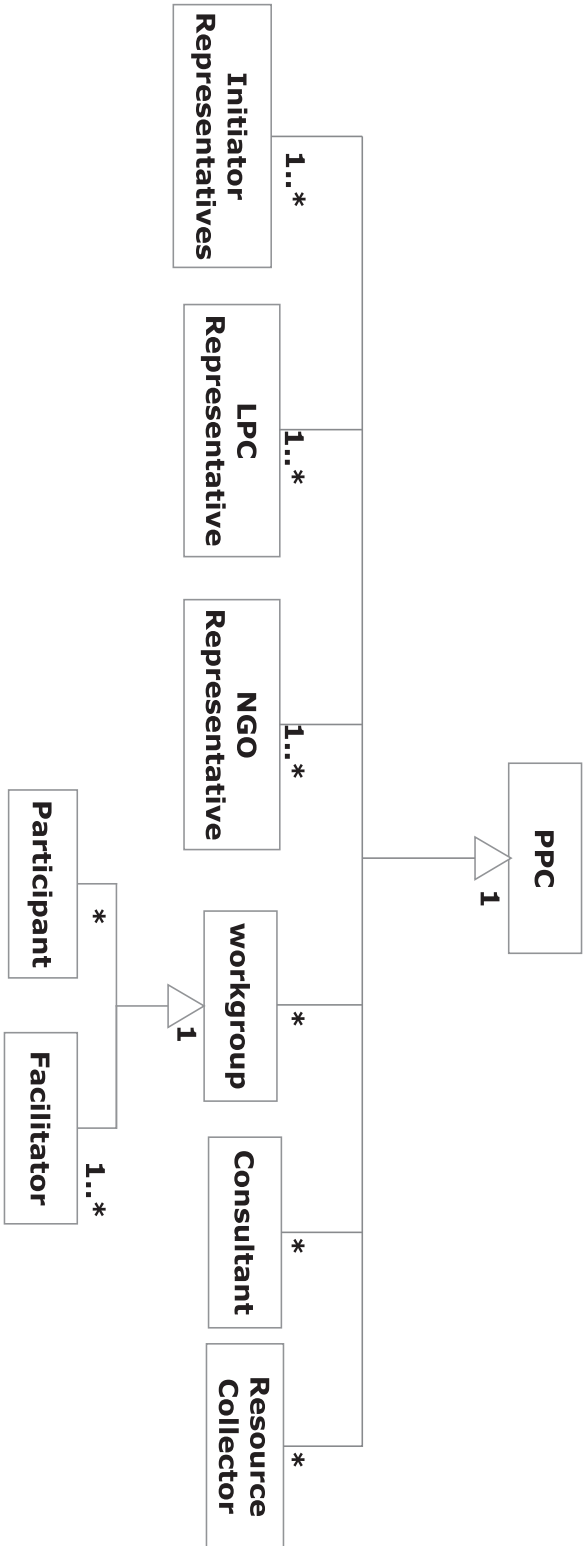 PPC
1
1..*
1..*
1..*
*
*
*
Initiator
Representatives
LPC
Representative
NGO
Representative
workgroup
Consultant
Resource
Collector
1
*
1..*
Participant
Facilitator